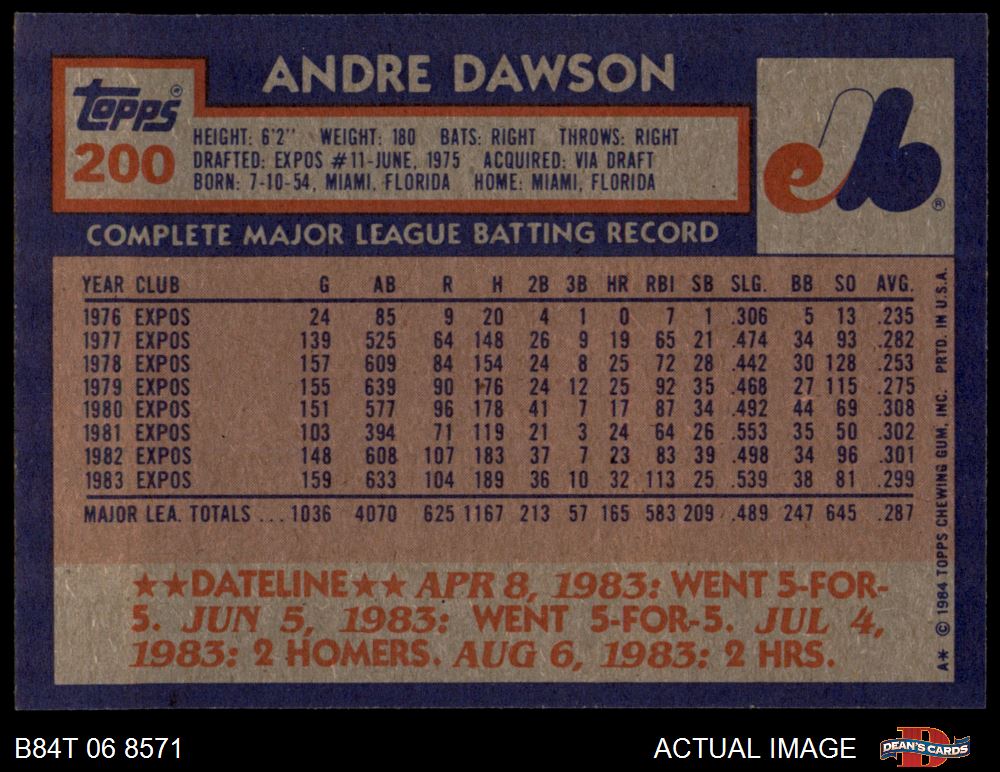 ANDRE DAWSON
Topps®
200
HEIGHT: 6'2" WEIGHT: 180 BATS: RIGHT THROWS: RIGHT
DRAFTED: EXPOS #11-JUNE, 1975 ACQUIRED: VIA DRAFT
BORN: 7-10-54, MIAMI, FLORIDA HOME: MIAMI, FLORIDA
eb®
COMPLETE MAJOR LEAGUE BATTING RECORD
YEAR CLUB G AB R H 2B 3B HR RBI SB SLG. BB SO AVG.
1976 EXPOS 24 85 9 20 4 1 0 7 1 .306 5 13 .235
1977 EXPOS 139 525 64 148 26 9 19 65 21 .474 34 93 .282
1978 EXPOS 157 609 84 154 24 8 25 72 28 .442 30 128 .253
1979 EXPOS 155 639 90 176 24 12 25 92 35 .468 27 115 .275
1980 EXPOS 151 577 96 178 41 7 17 87 34 .492 44 69 .308
1981 EXPOS 103 394 71 119 21 3 24 64 26 .553 35 50 .302
1982 EXPOS 148 608 107 183 37 7 23 83 39 .498 34 96 .301
1983 EXPOS 159 633 104 189 36 10 32 113 25 .539 38 81 .299
MAJOR LEA. TOTALS ... 1036 4070 625 1167 213 57 165 583 209 .489 247 645 .287
★★DATELINE★★ APR 8, 1983: WENT 5-FOR-
5. JUN 5, 1983: WENT 5-FOR-5. JUL 4,
1983: 2 HOMERS. AUG 6, 1983: 2 HRS.
A* © 1984 TOPPS CHEWING GUM, INC. PRTD. IN U.S.A.
B84T 06 8571
ACTUAL IMAGE
DEAN'S CARDS